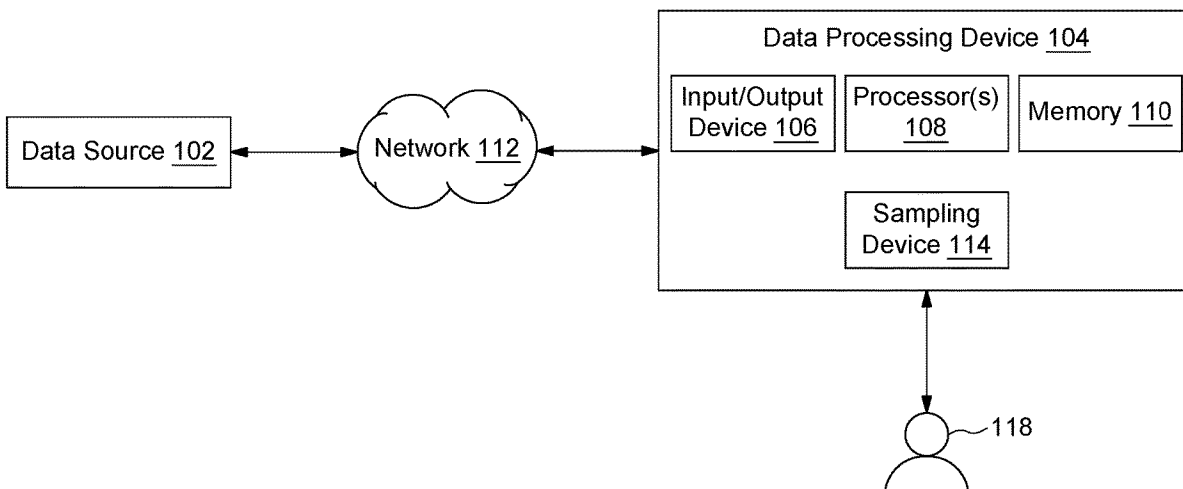 Data Processing Device 104
Input/Output
Device 106
Processor(s)
108
Memory 110
Data Source 102
Network 112
Sampling
Device 114
118